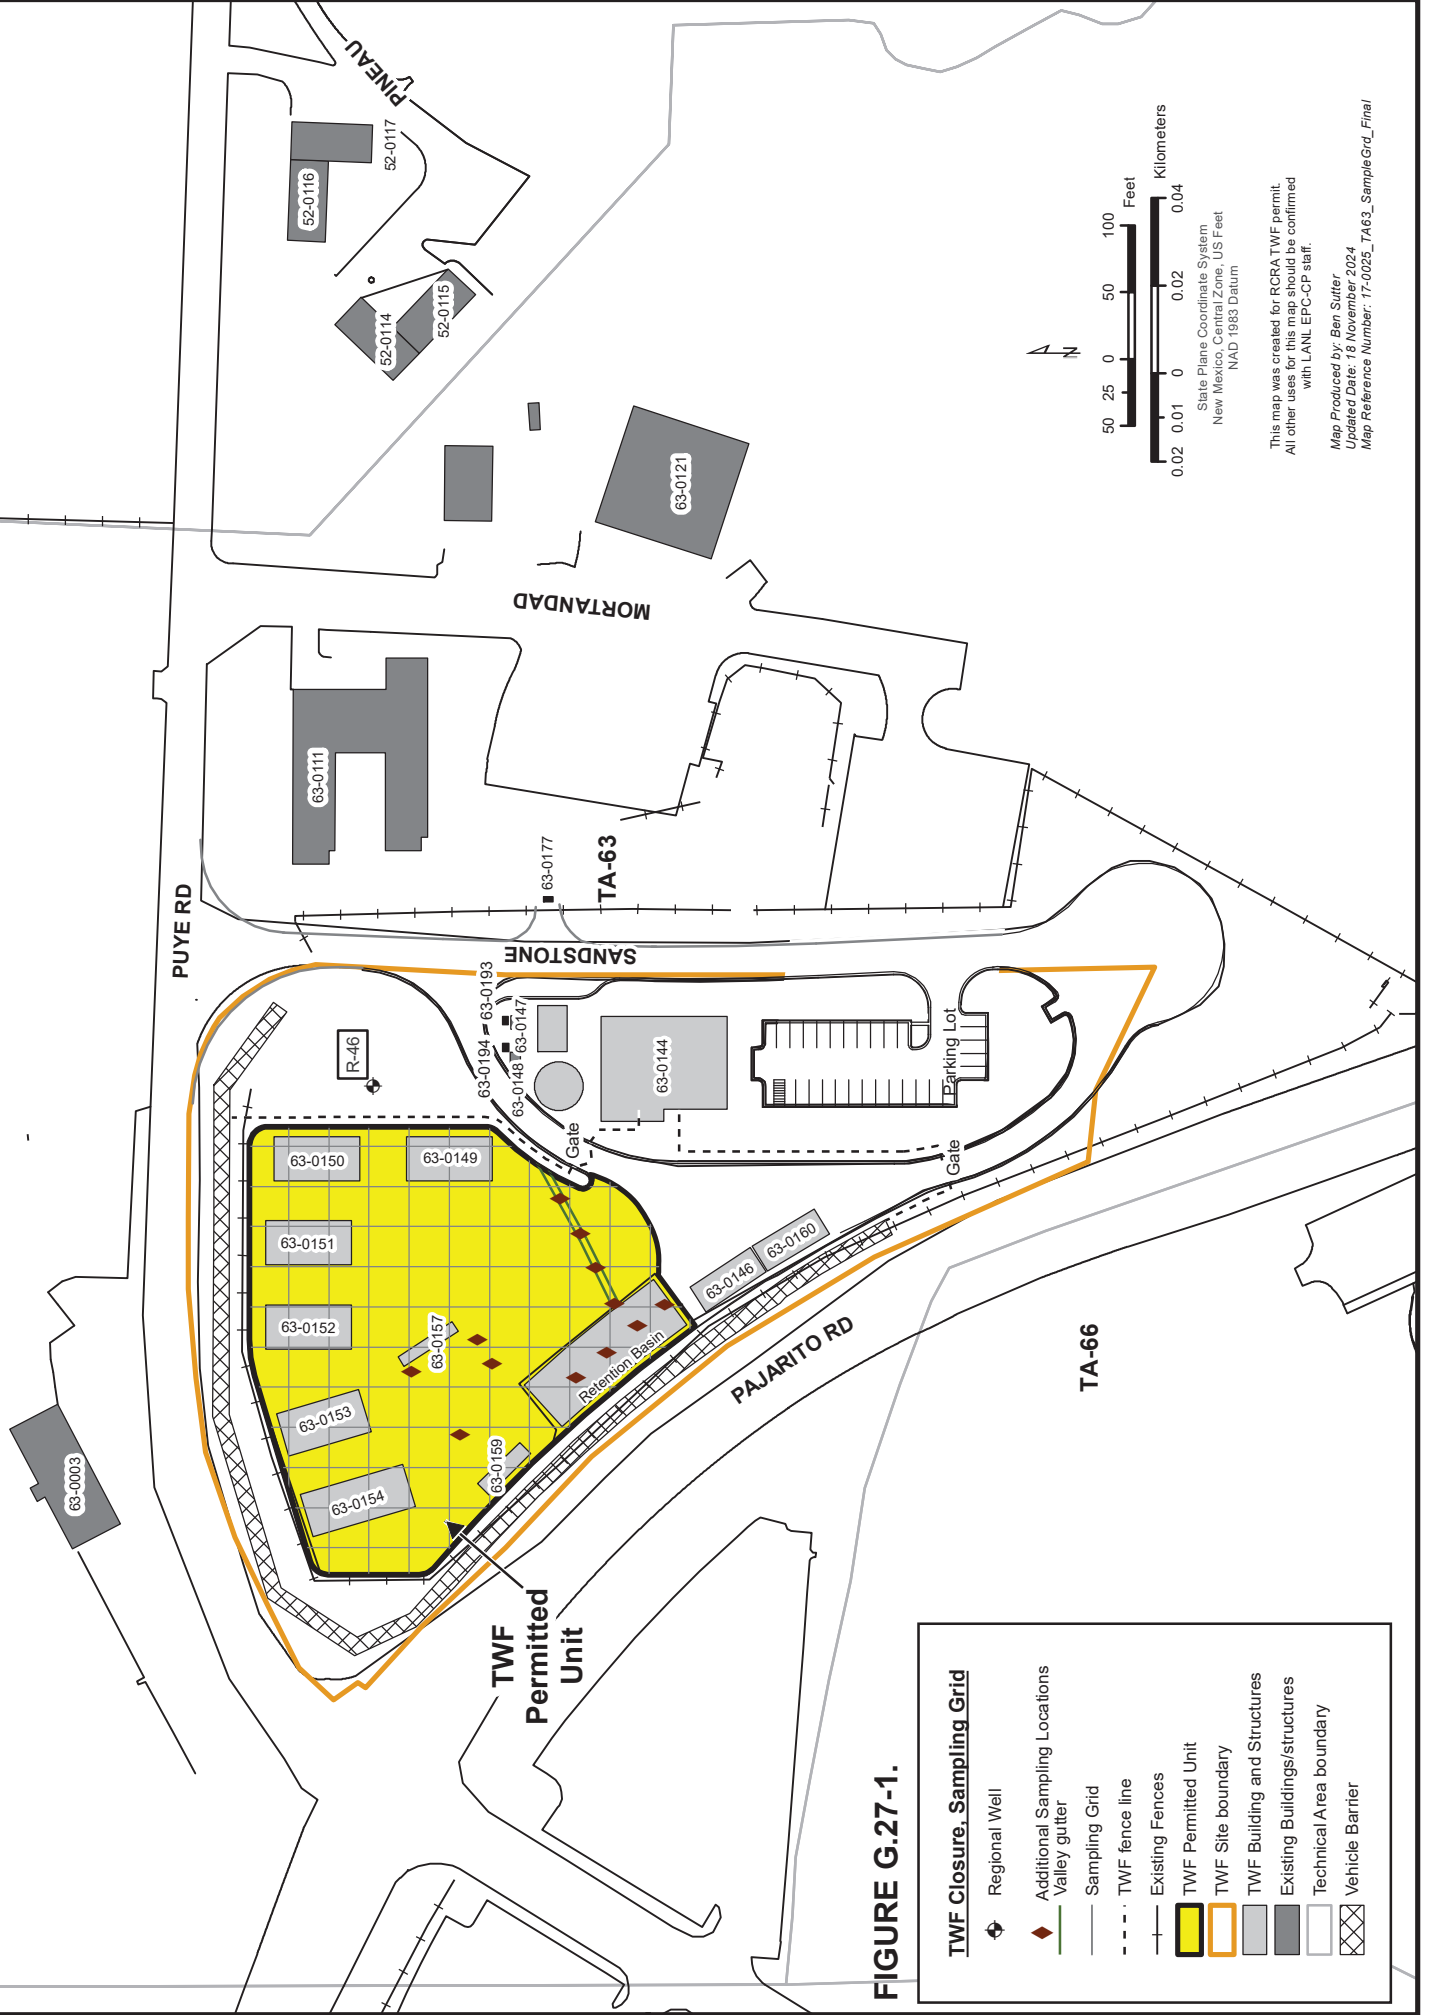 FIGURE G.27-1.
TWF Closure, Sampling Grid
Regional Well
Additional Sampling Locations
Valley gutter
Sampling Grid
TWF fence line
Existing Fences
TWF Permitted Unit
TWF Site boundary
TWF Building and Structures
Existing Buildings/structures
Technical Area boundary
Vehicle Barrier
TWF
Permitted
Unit
63-0003
63-0154
63-0153
63-0152
63-0151
63-0150
63-0149
63-0157
63-0159
Retention Basin
63-0146
63-0160
PAJARITO RD
TA-66
R-46
Gate
Gate
63-0194
63-0193
63-0148
63-0147
63-0144
Parking Lot
PUYE RD
SANDSTONE
63-0177
TA-63
63-0111
MORTANDAD
63-0121
52-0114
52-0115
52-0116
52-0117
PINEAU
N
50 25 0 50 100
Feet
Kilometers
0.02 0.01 0 0.02 0.04
State Plane Coordinate System
New Mexico, Central Zone, US Feet
NAD 1983 Datum
This map was created for RCRA TWF permit.
All other uses for this map should be confirmed
with LANL EPC-CP staff.
Map Produced by: Ben Sutter
Updated Date: 18 November 2024
Map Reference Number: 17-0025_TA63_SampleGrd_Final